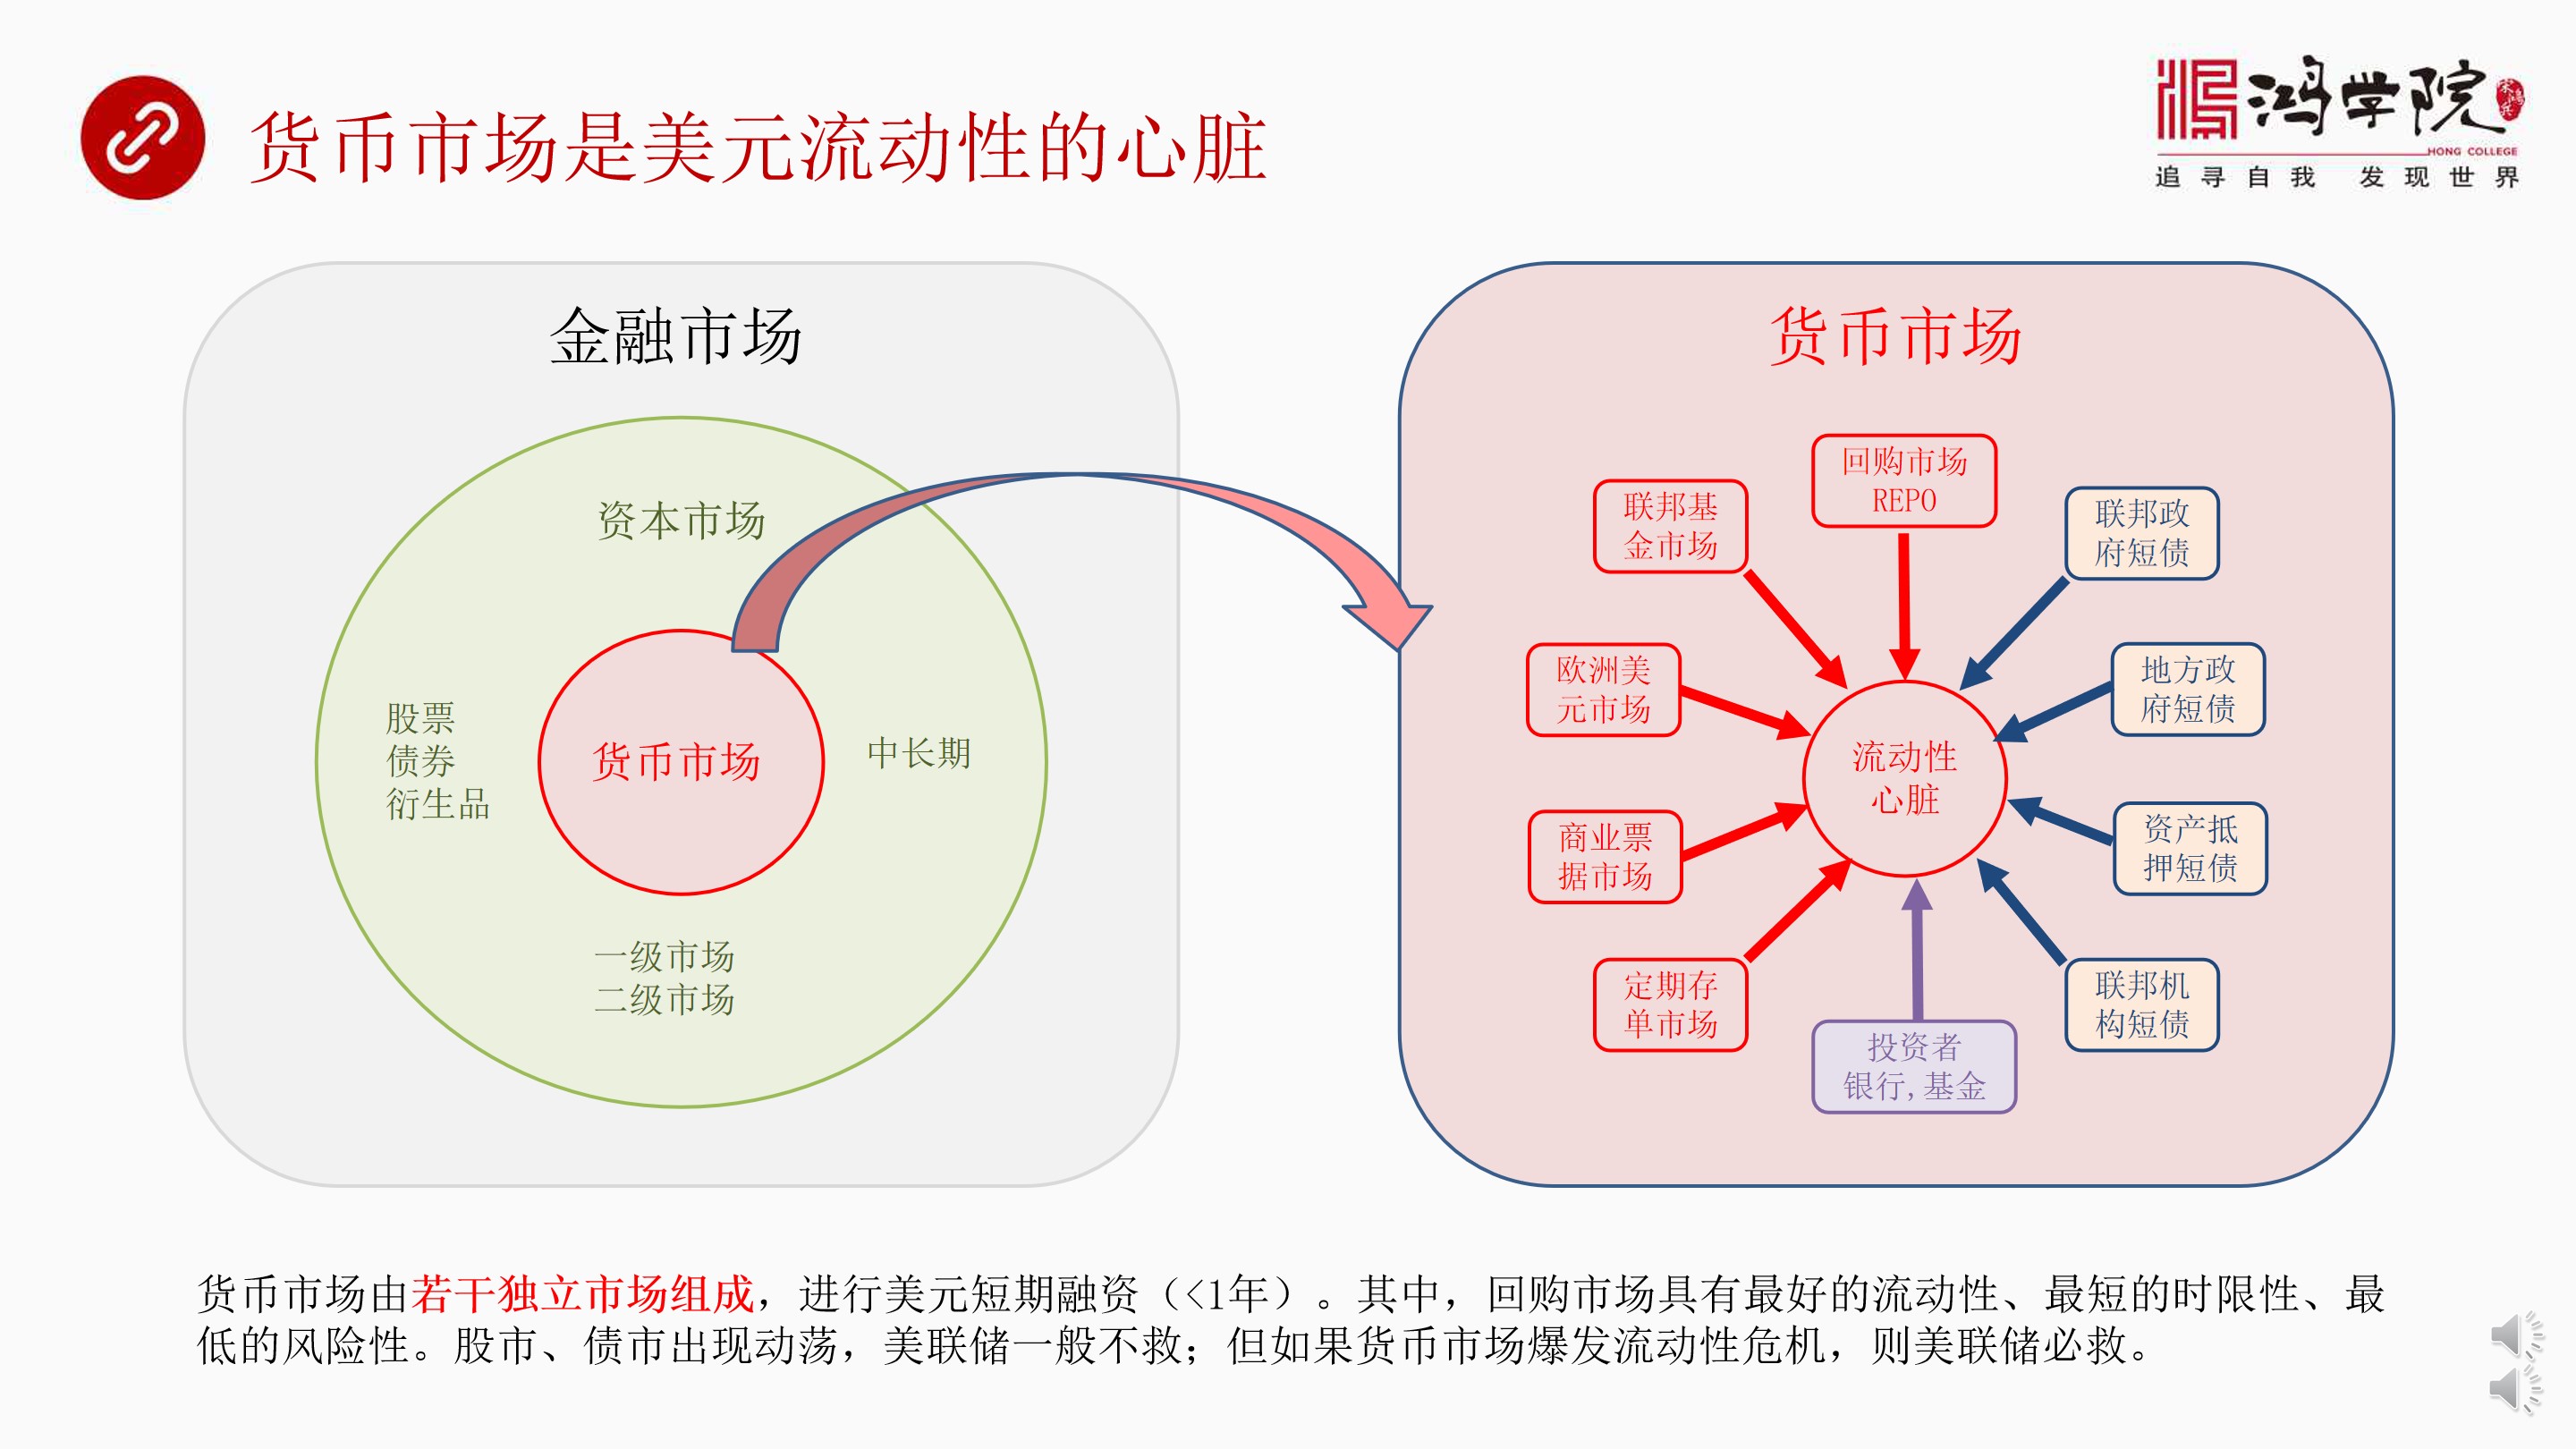 货币市场是美元流动性的心脏
鸿学院
HONG COLLEGE
追寻自我 发现世界
金融市场
资本市场
股票
债券
衍生品
货币市场
中长期
一级市场
二级市场
货币市场
回购市场
REPO
联邦基
金市场
联邦政
府短债
欧洲美
元市场
地方政
府短债
流动性
心脏
商业票
据市场
资产抵
押短债
定期存
单市场
联邦机
构短债
投资者
银行,基金
货币市场由若干独立市场组成，进行美元短期融资（<1年）。其中，回购市场具有最好的流动性、最短的时限性、最
低的风险性。股市、债市出现动荡，美联储一般不救；但如果货币市场爆发流动性危机，则美联储必救。